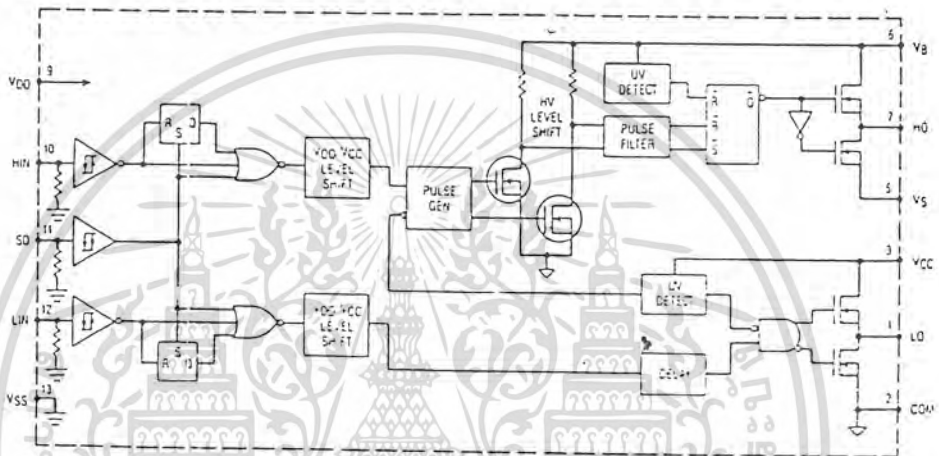 VDD 9
HIN 10
SD 11
LIN 12
VSS 13
R S Q
S
R Q
VDD/VCC
LEVEL
SHIFT
VDD/VCC
LEVEL
SHIFT
PULSE
GEN
HV
LEVEL
SHIFT
UV
DETECT
PULSE
FILTER
R Q
R
S
6 VB
7 HO
5 VS
3 VCC
UV
DETECT
DELAY
1 LO
2 COM